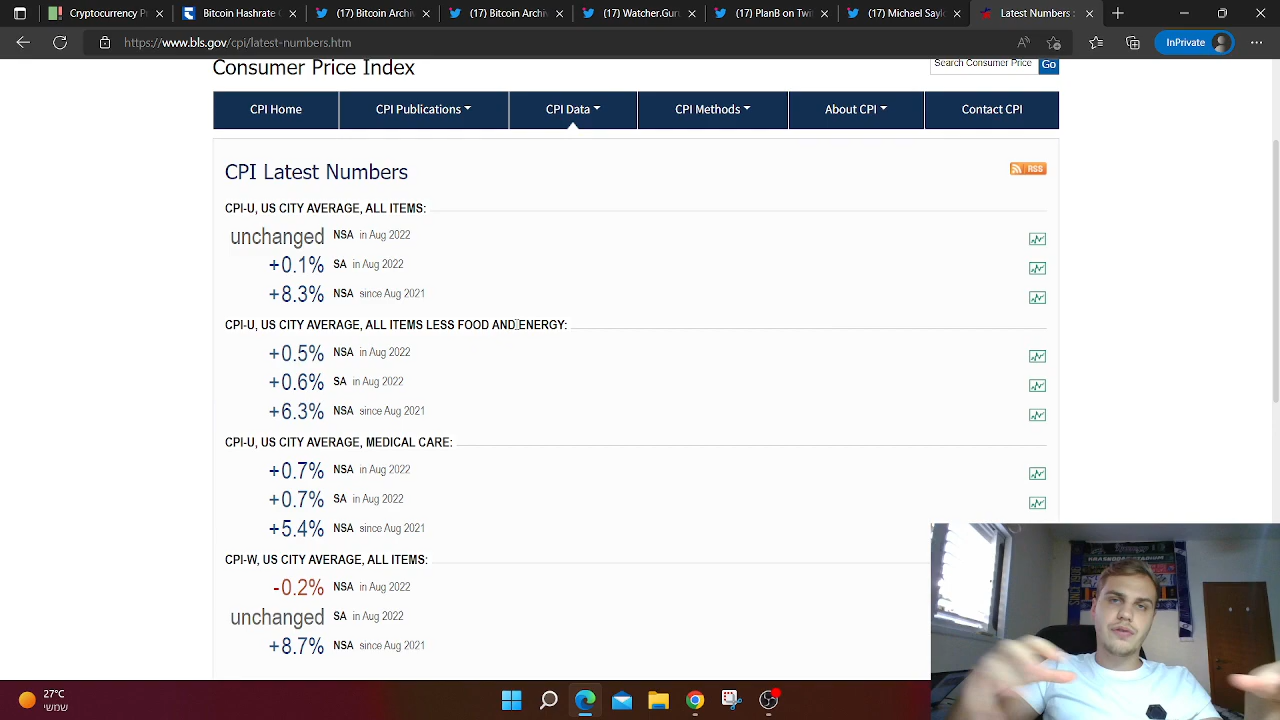 Cryptocurrency Pr
Bitcoin Hashrate C
(17) Bitcoin Archiv
(17) Bitcoin Archiv
(17) Watcher.Guru
(17) PlanB on Twit
(17) Michael Saylo
Latest Numbers :
https://www.bls.gov/cpi/latest-numbers.htm
InPrivate
Consumer Price Index
Search Consumer Price
Go
CPI Home
CPI Publications
CPI Data
CPI Methods
About CPI
Contact CPI
CPI Latest Numbers
RSS
CPI-U, US CITY AVERAGE, ALL ITEMS:
unchanged NSA in Aug 2022
+0.1% SA in Aug 2022
+8.3% NSA since Aug 2021
CPI-U, US CITY AVERAGE, ALL ITEMS LESS FOOD AND ENERGY:
+0.5% NSA in Aug 2022
+0.6% SA in Aug 2022
+6.3% NSA since Aug 2021
CPI-U, US CITY AVERAGE, MEDICAL CARE:
+0.7% NSA in Aug 2022
+0.7% SA in Aug 2022
+5.4% NSA since Aug 2021
CPI-W, US CITY AVERAGE, ALL ITEMS:
-0.2% NSA in Aug 2022
unchanged SA in Aug 2022
+8.7% NSA since Aug 2021
27°C
שמשי